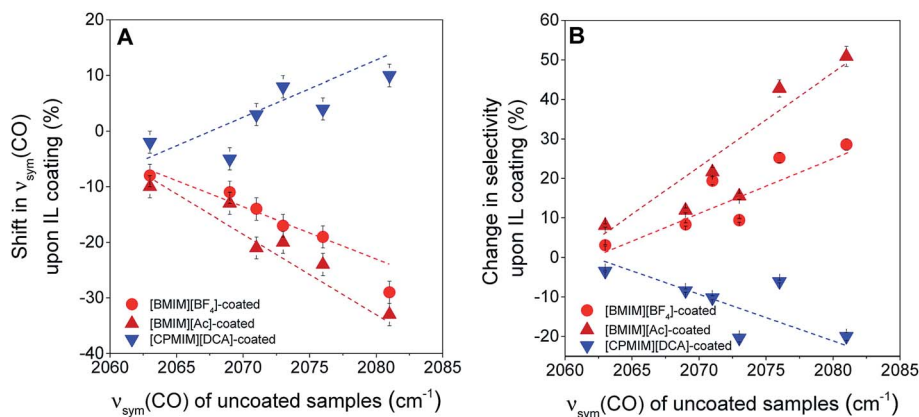 A
Shift in νsym(CO)
upon IL coating (%)
20
10
0
-10
-20
-30
-40
[BMIM][BF4]-coated
[BMIM][Ac]-coated
[CPMIM][DCA]-coated
2060 2065 2070 2075 2080 2085
νsym(CO) of uncoated samples (cm-1)
B
Change in selectivity
upon IL coating (%)
60
50
40
30
20
10
0
-10
-20
[BMIM][BF4]-coated
[BMIM][Ac]-coated
[CPMIM][DCA]-coated
2060 2065 2070 2075 2080 2085
νsym(CO) of uncoated samples (cm-1)